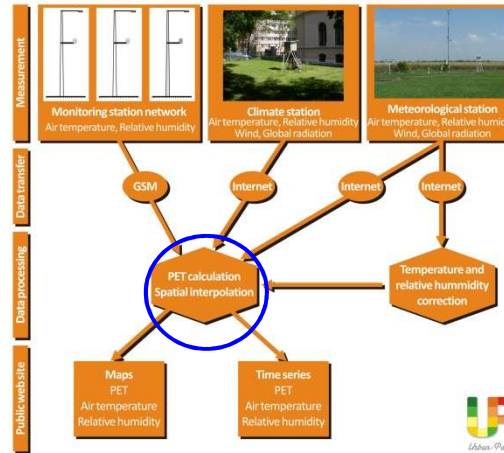 Measurement
Monitoring station network
Air temperature, Relative humidity
Climate station
Air temperature, Relative humidity
Wind, Global radiation
Meteorological station
Air temperature, Relative humid
Wind, Global radiation
Data transfer
GSM
Internet
Internet
Internet
Data processing
PET calculation
Spatial interpolation
Temperature and
relative hummidity
correction
Public web site
Maps
PET
Air temperature
Relative humidity
Time series
PET
Air temperature
Relative humidity